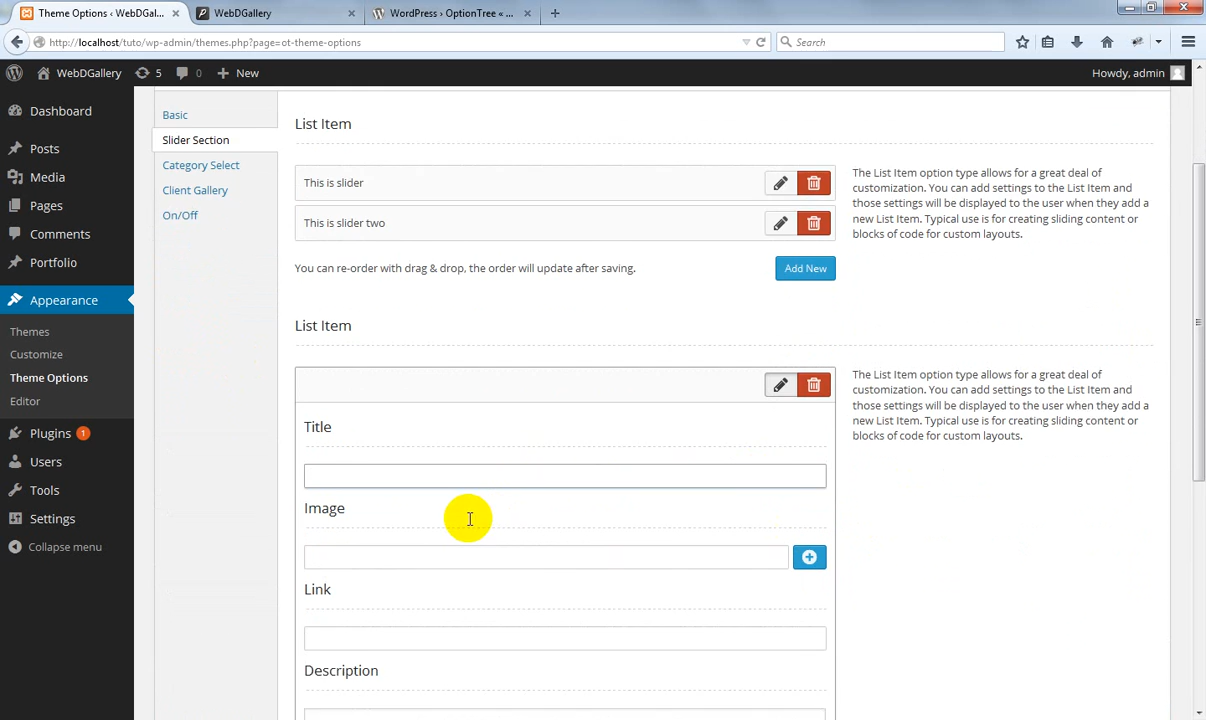 Theme Options ‹ WebDGal...
WebDGallery
WordPress › OptionTree « ...
http://localhost/tuto/wp-admin/themes.php?page=ot-theme-options
Search
WebDGallery
5
0
New
Howdy, admin
Dashboard
Posts
Media
Pages
Comments
Portfolio
Appearance
Themes
Customize
Theme Options
Editor
Plugins 1
Users
Tools
Settings
Collapse menu
Basic
Slider Section
Category Select
Client Gallery
On/Off
List Item
This is slider
This is slider two
You can re-order with drag & drop, the order will update after saving.
Add New
The List Item option type allows for a great deal of
customization. You can add settings to the List Item and
those settings will be displayed to the user when they add a
new List Item. Typical use is for creating sliding content or
blocks of code for custom layouts.
List Item
Title
Image
Link
Description
The List Item option type allows for a great deal of
customization. You can add settings to the List Item and
those settings will be displayed to the user when they add a
new List Item. Typical use is for creating sliding content or
blocks of code for custom layouts.